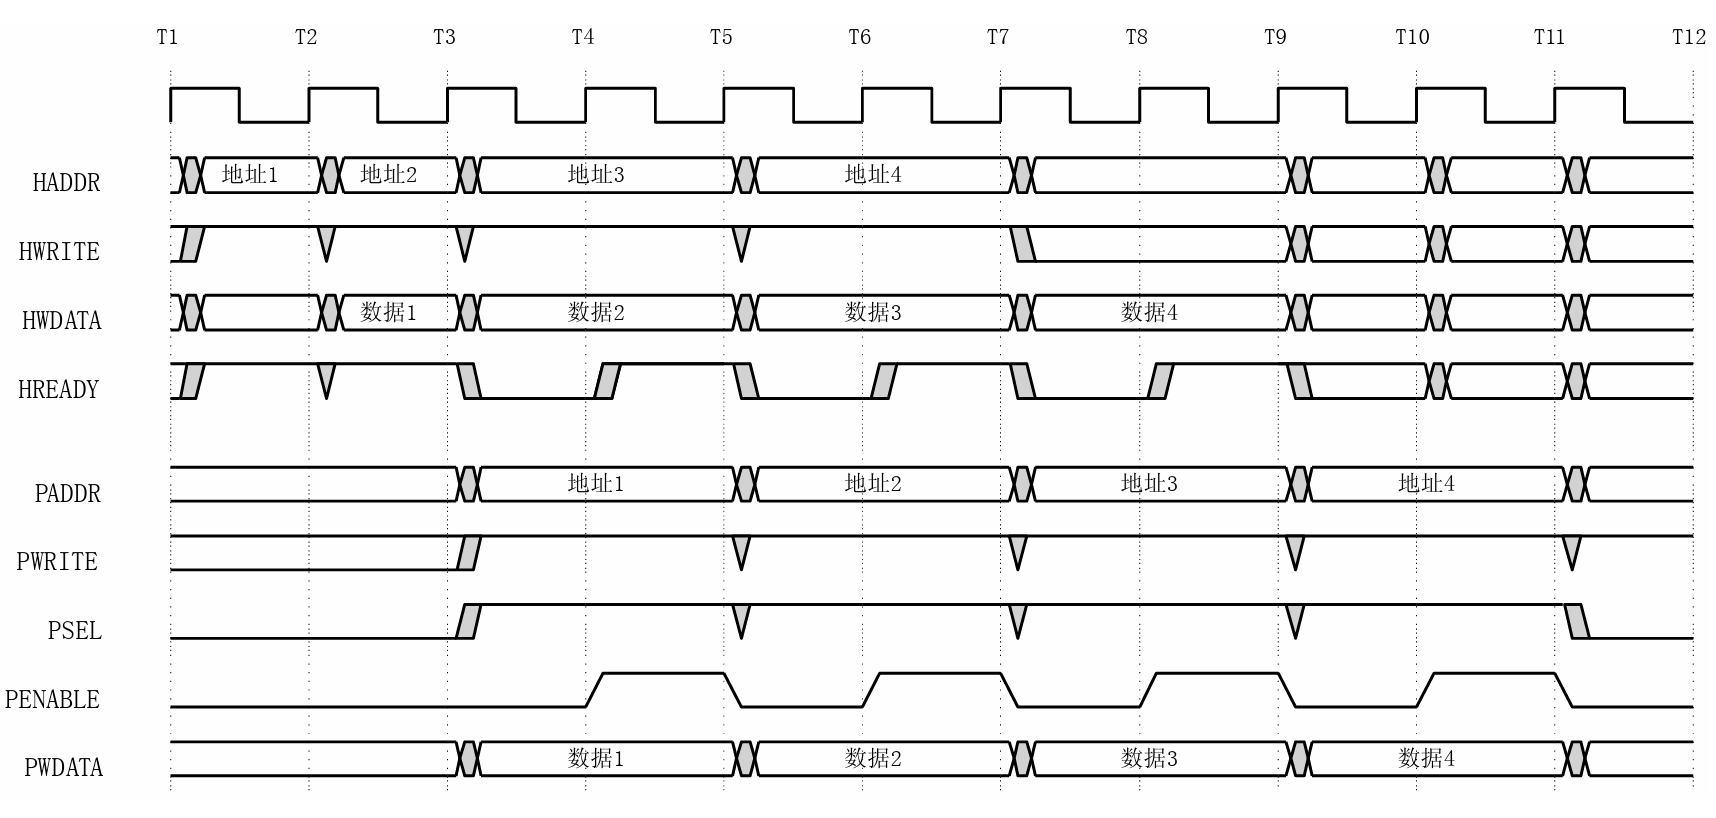 T1 T2 T3 T4 T5 T6 T7 T8 T9 T10 T11 T12
HADDR 地址1 地址2 地址3 地址4
HWRITE
HWDATA 数据1 数据2 数据3 数据4
HREADY
PADDR 地址1 地址2 地址3 地址4
PWRITE
PSEL
PENABLE
PWDATA 数据1 数据2 数据3 数据4